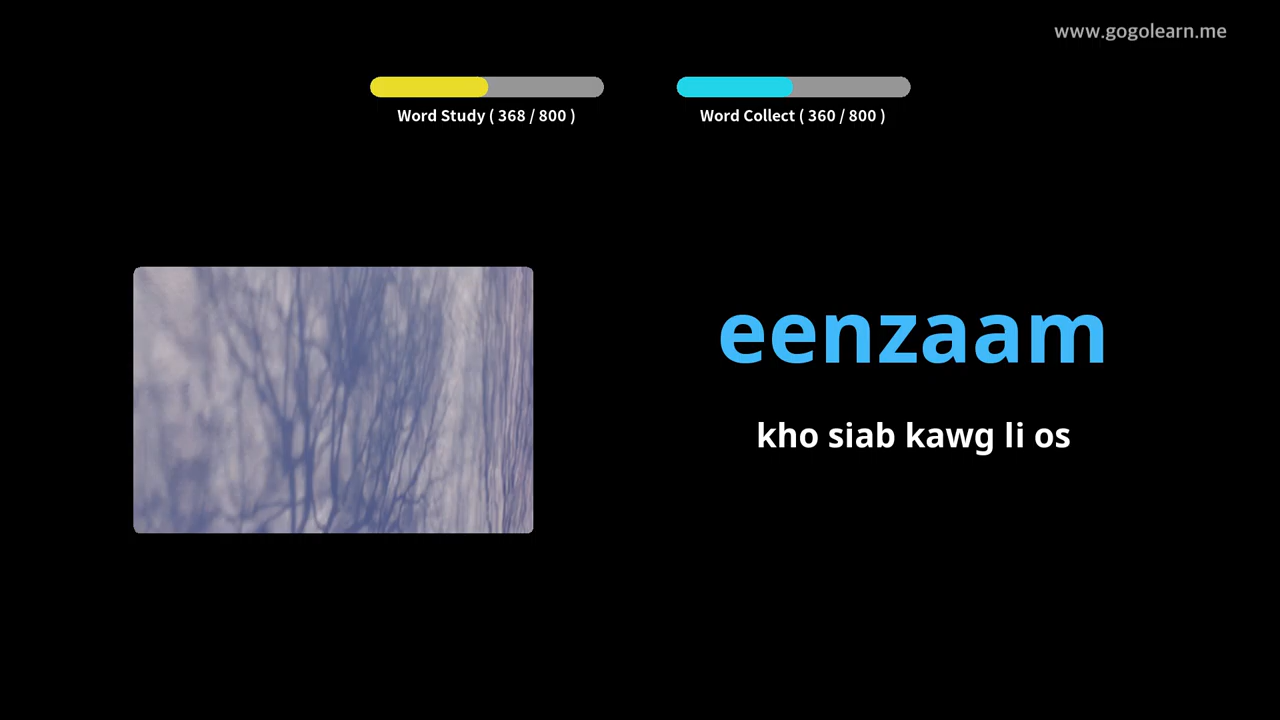 www.gogolearn.me
Word Study ( 368 / 800 )
Word Collect ( 360 / 800 )
eenzaam
kho siab kawg li os